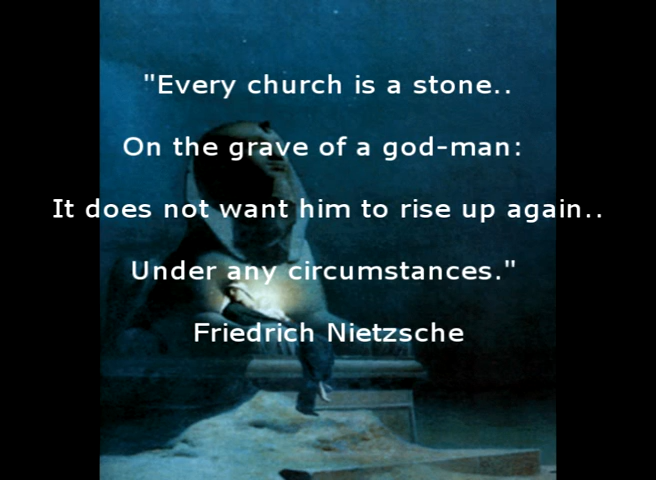 "Every church is a stone..
On the grave of a god-man:
It does not want him to rise up again..
Under any circumstances."
Friedrich Nietzsche